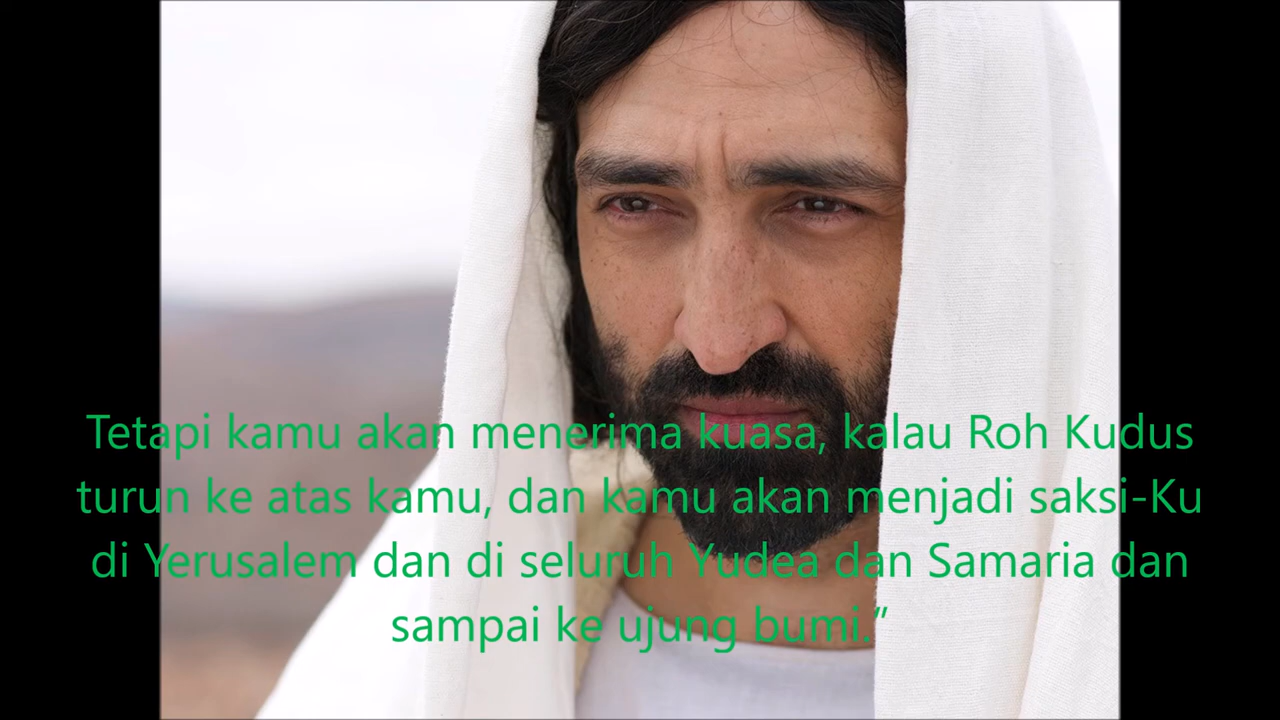 Tetapi kamu akan menerima kuasa, kalau Roh Kudus
turun ke atas kamu, dan kamu akan menjadi saksi-Ku
di Yerusalem dan di seluruh Yudea dan Samaria dan
sampai ke ujung bumi.”